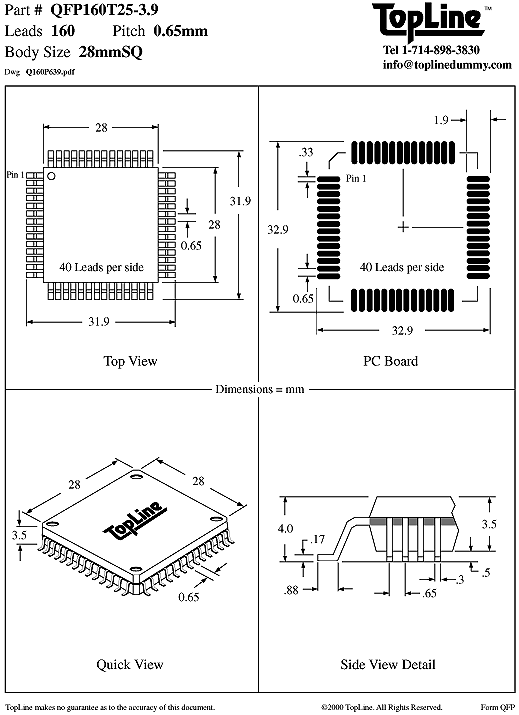 Part # QFP160T25-3.9
Leads 160 Pitch 0.65mm
Body Size 28mmSQ
Dwg Q160P639.pdf
TopLine™
Tel 1-714-898-3830
info@toplinedummy.com
28
Pin 1
31.9
28
0.65
40 Leads per side
31.9
Top View
1.9
.33
Pin 1
32.9
40 Leads per side
0.65
32.9
PC Board
Dimensions = mm
28
28
TopLine
3.5
0.65
Quick View
4.0
3.5
.17
.3
.5
.88
.65
Side View Detail
TopLine makes no guarantee as to the accuracy of this document.
©2000 TopLine. All Rights Reserved.
Form QFP